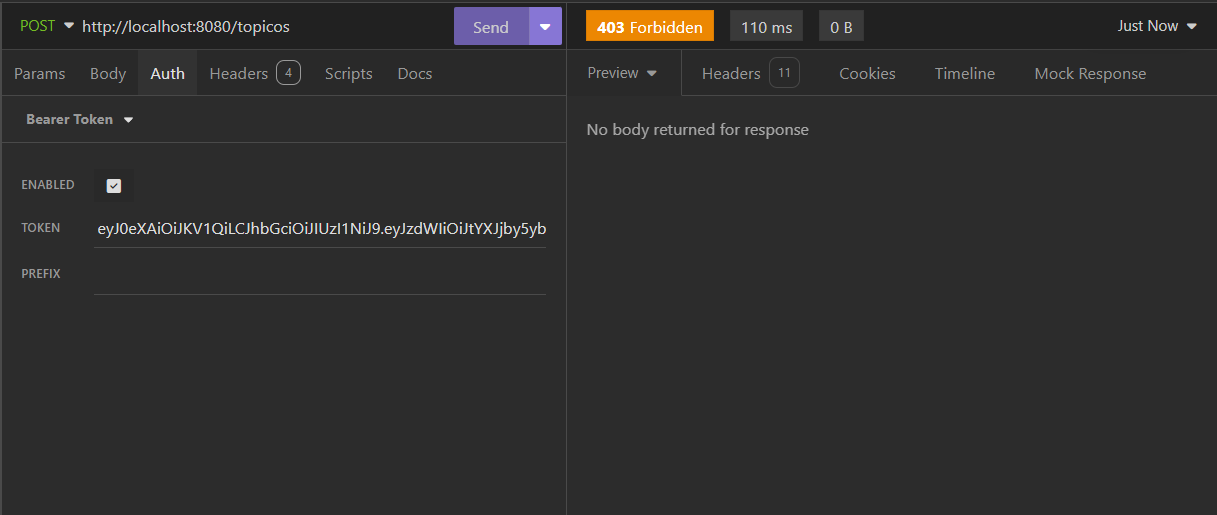 POST http://localhost:8080/topicos Send
Params Body Auth Headers 4 Scripts Docs
Bearer Token
ENABLED
TOKEN eyJ0eXAiOiJKV1QiLCJhbGciOiJIUzI1NiJ9.eyJzdWIiOiJtYXJjby5yb
PREFIX
403 Forbidden 110 ms 0 B Just Now
Preview Headers 11 Cookies Timeline Mock Response
No body returned for response